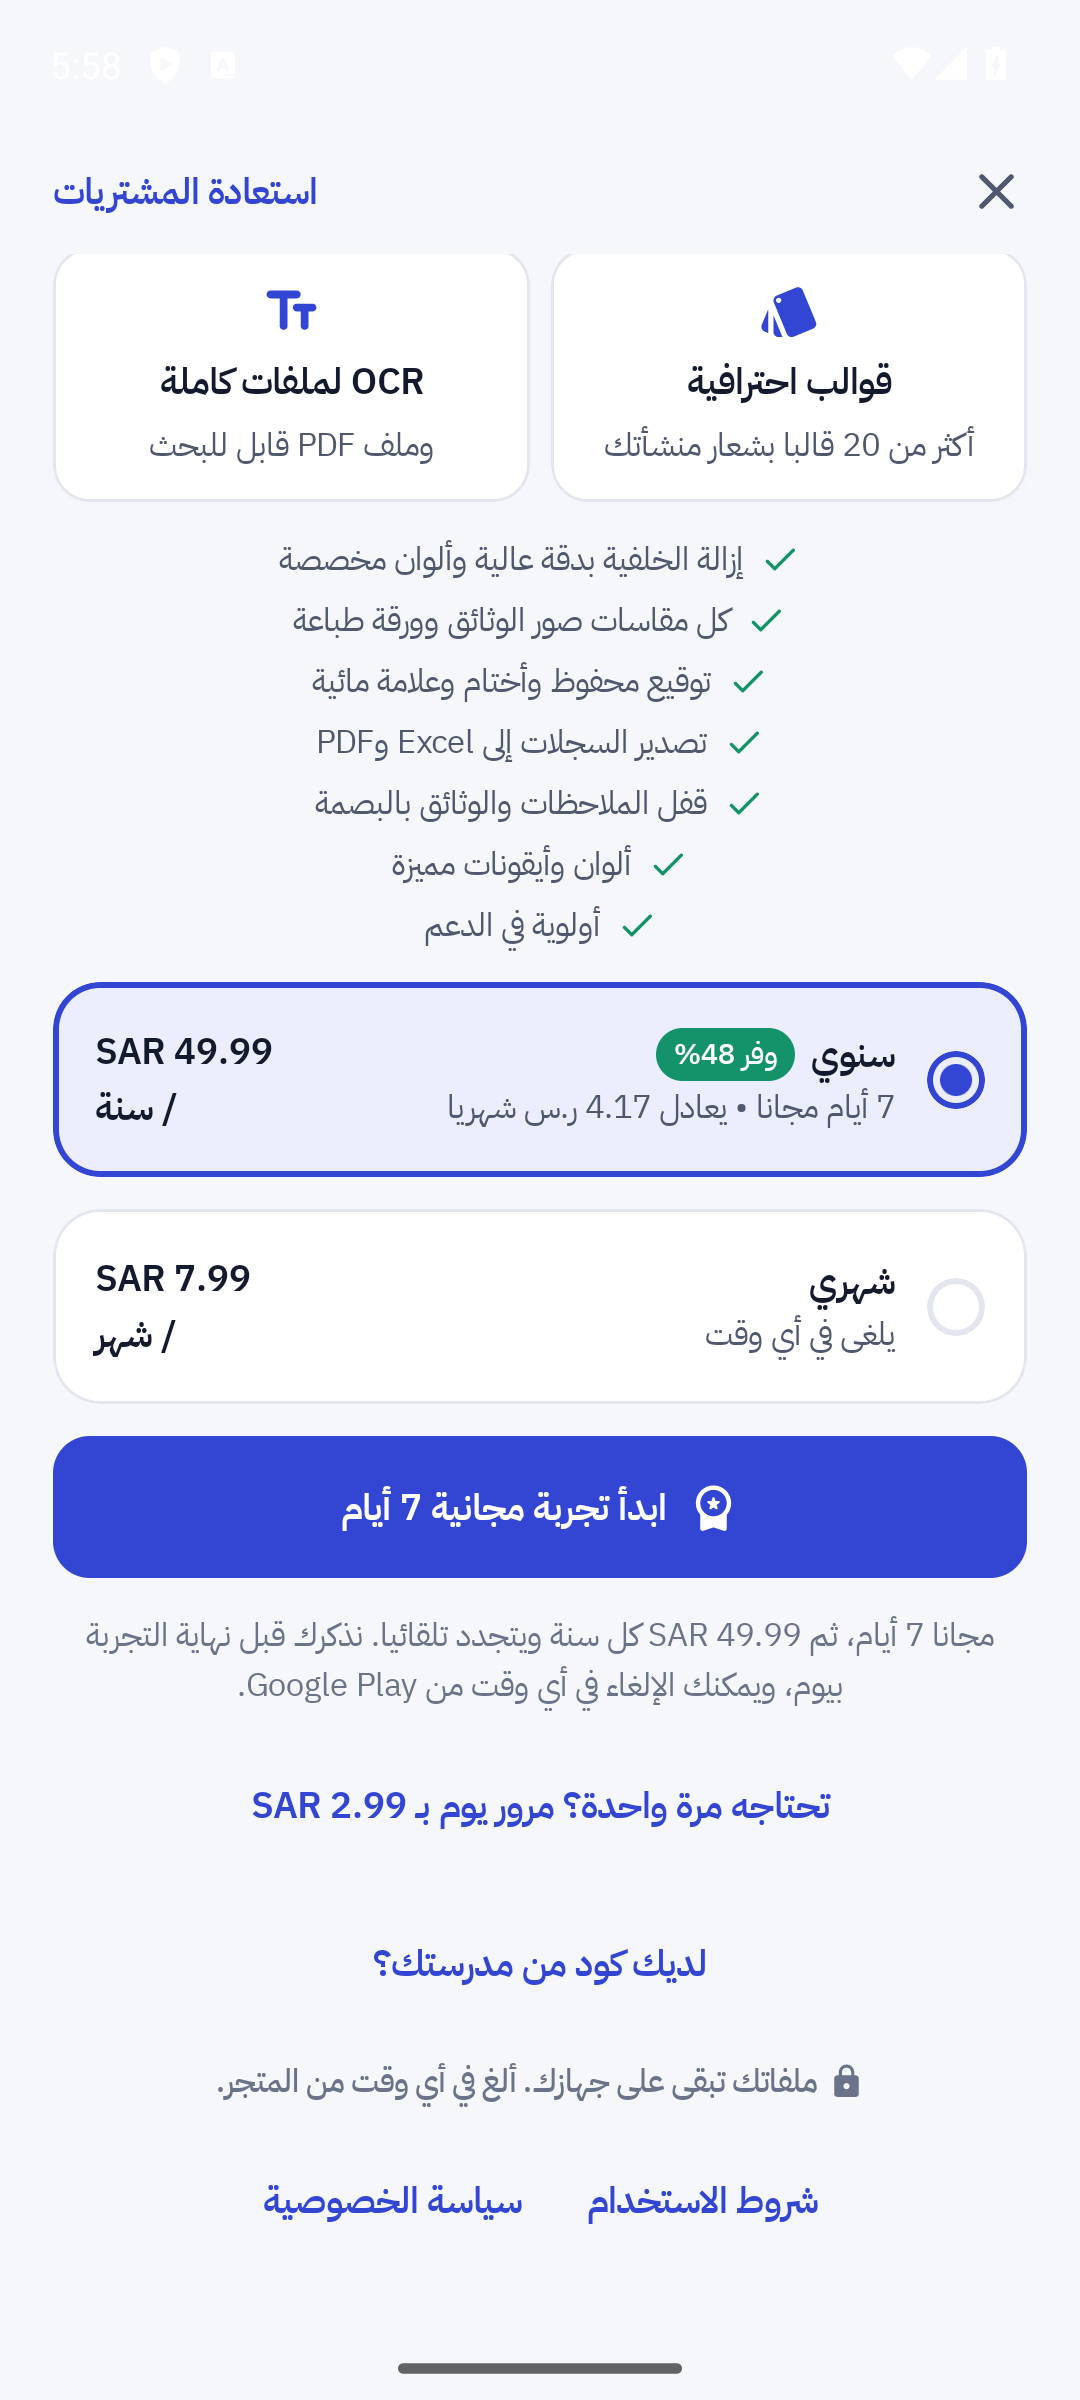 5:58
استعادة المشتريات
قوالب احترافية
أكثر من 20 قالبا بشعار منشأتك
OCR لملفات كاملة
وملف PDF قابل للبحث
إزالة الخلفية بدقة عالية وألوان مخصصة
كل مقاسات صور الوثائق وورقة طباعة
توقيع محفوظ وأختام وعلامة مائية
تصدير السجلات إلى Excel وPDF
قفل الملاحظات والوثائق بالبصمة
ألوان وأيقونات مميزة
أولوية في الدعم
سنوي وفر 48%
7 أيام مجانا • يعادل 4.17 ر.س شهريا
SAR 49.99
/ سنة
شهري
يلغى في أي وقت
SAR 7.99
/ شهر
ابدأ تجربة مجانية 7 أيام
مجانا 7 أيام، ثم SAR 49.99 كل سنة ويتجدد تلقائيا. نذكرك قبل نهاية التجربة
بيوم، ويمكنك الإلغاء في أي وقت من Google Play.
تحتاجه مرة واحدة؟ مرور يوم بـ SAR 2.99
لديك كود من مدرستك؟
ملفاتك تبقى على جهازك. ألغ في أي وقت من المتجر.
شروط الاستخدام
سياسة الخصوصية